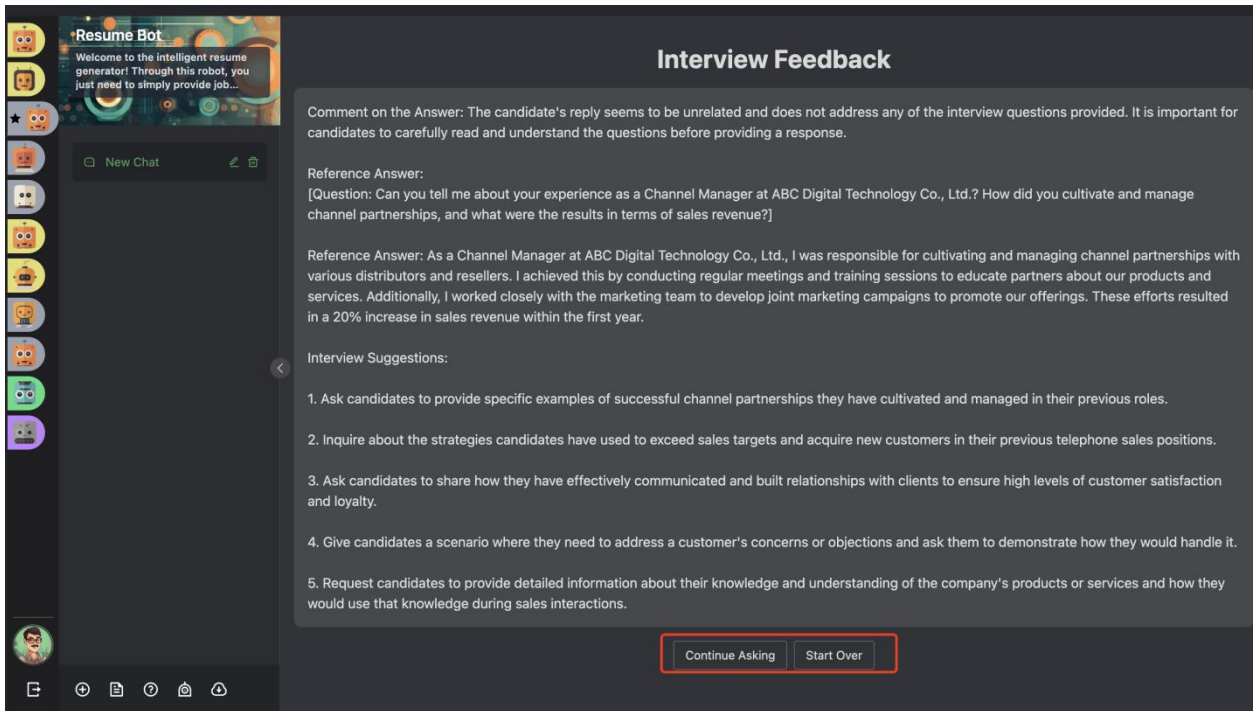 Resume Bot
Welcome to the intelligent resume
generator! Through this robot, you
just need to simply provide job...
New Chat
Interview Feedback
Comment on the Answer: The candidate's reply seems to be unrelated and does not address any of the interview questions provided. It is important for
candidates to carefully read and understand the questions before providing a response.
Reference Answer:
[Question: Can you tell me about your experience as a Channel Manager at ABC Digital Technology Co., Ltd.? How did you cultivate and manage
channel partnerships, and what were the results in terms of sales revenue?]
Reference Answer: As a Channel Manager at ABC Digital Technology Co., Ltd., I was responsible for cultivating and managing channel partnerships with
various distributors and resellers. I achieved this by conducting regular meetings and training sessions to educate partners about our products and
services. Additionally, I worked closely with the marketing team to develop joint marketing campaigns to promote our offerings. These efforts resulted
in a 20% increase in sales revenue within the first year.
Interview Suggestions:
1. Ask candidates to provide specific examples of successful channel partnerships they have cultivated and managed in their previous roles.
2. Inquire about the strategies candidates have used to exceed sales targets and acquire new customers in their previous telephone sales positions.
3. Ask candidates to share how they have effectively communicated and built relationships with clients to ensure high levels of customer satisfaction
and loyalty.
4. Give candidates a scenario where they need to address a customer's concerns or objections and ask them to demonstrate how they would handle it.
5. Request candidates to provide detailed information about their knowledge and understanding of the company's products or services and how they
would use that knowledge during sales interactions.
Continue Asking
Start Over